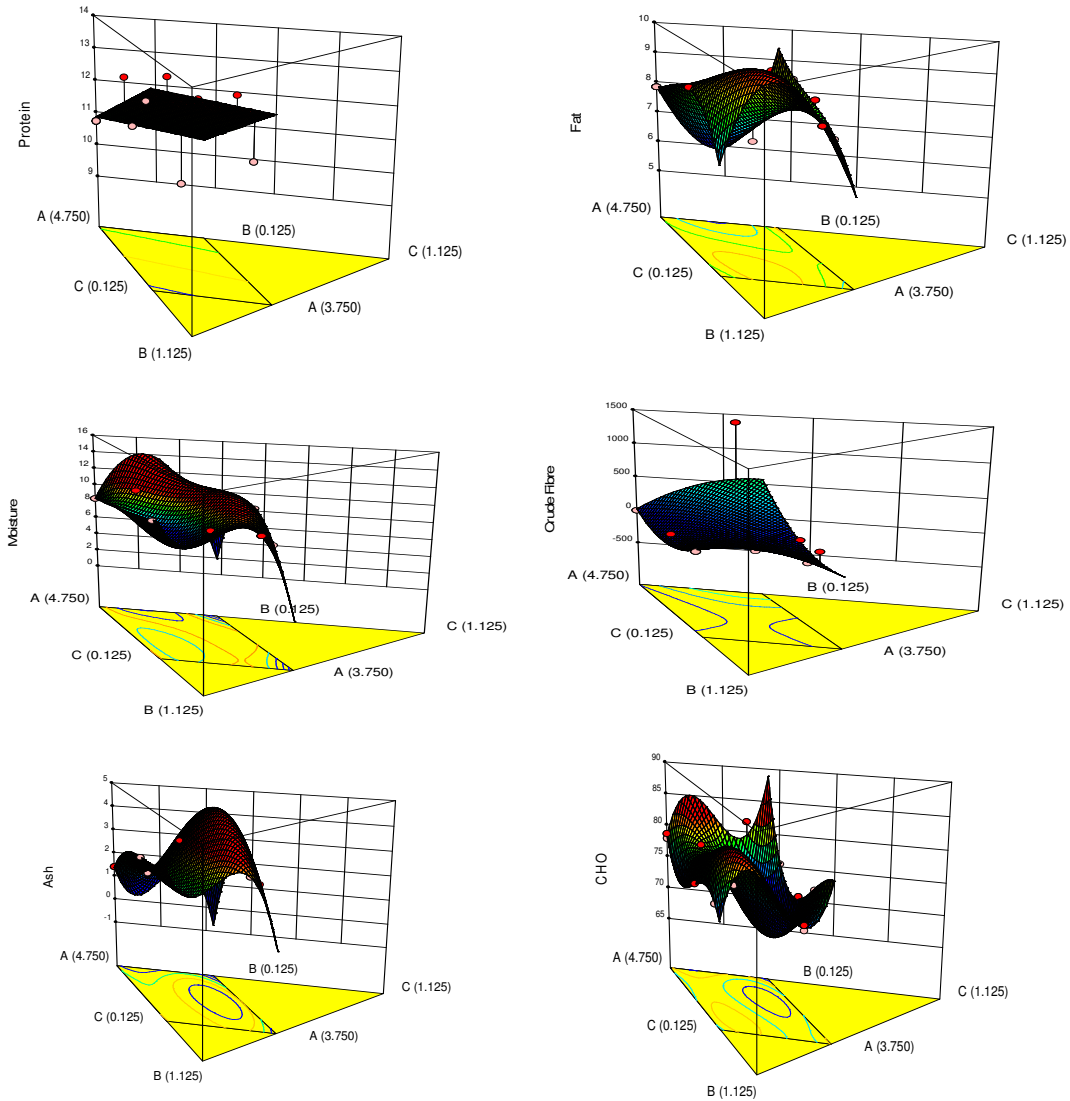 14
13
12
11
10
9
Protein
A (4.750)
B (0.125)
C (1.125)
C (0.125)
A (3.750)
B (1.125)
10
9
8
7
6
5
Fat
A (4.750)
B (0.125)
C (1.125)
C (0.125)
A (3.750)
B (1.125)
16
14
12
10
8
6
4
2
0
Moisture
A (4.750)
B (0.125)
C (1.125)
C (0.125)
A (3.750)
B (1.125)
1500
1000
500
0
-500
Crude Fibre
A (4.750)
B (0.125)
C (1.125)
C (0.125)
A (3.750)
B (1.125)
5
4
3
2
1
0
-1
Ash
A (4.750)
B (0.125)
C (1.125)
C (0.125)
A (3.750)
B (1.125)
90
85
80
75
70
65
CHO
A (4.750)
B (0.125)
C (1.125)
C (0.125)
A (3.750)
B (1.125)